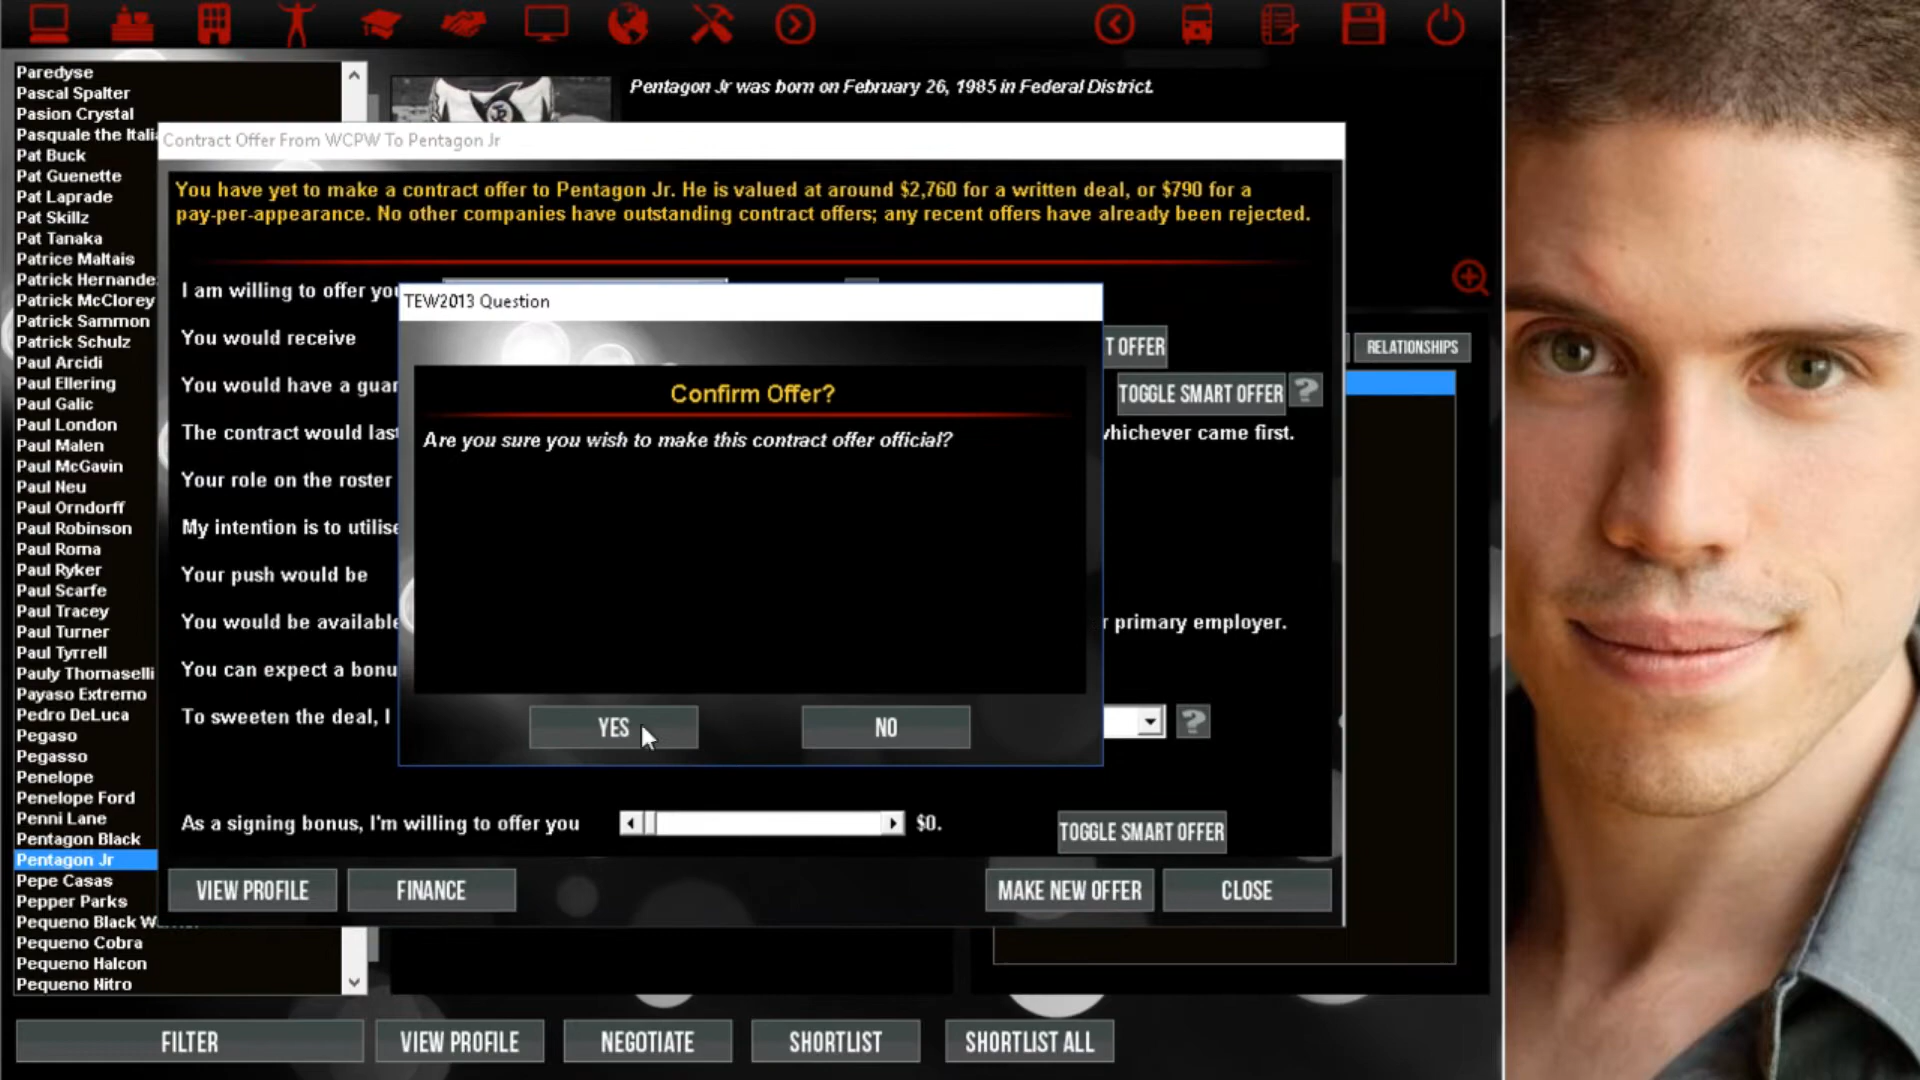 Pentagon Jr was born on February 26, 1985 in Federal District.
Paredyse
Pascal Spalter
Pasion Crystal
Pasquale the Itali
Pat Buck
Pat Guenette
Pat Laprade
Pat Skillz
Pat Tanaka
Patrice Maltais
Patrick Hernande
Patrick McClorey
Patrick Sammon
Patrick Schulz
Paul Arcidi
Paul Ellering
Paul Galic
Paul London
Paul Malen
Paul McGavin
Paul Neu
Paul Orndorff
Paul Robinson
Paul Roma
Paul Ryker
Paul Scarfe
Paul Tracey
Paul Turner
Paul Tyrrell
Pauly Thomaselli
Payaso Extremo
Pedro DeLuca
Pegaso
Pegasso
Penelope
Penelope Ford
Penni Lane
Pentagon Black
Pentagon Jr
Pepe Casas
Pepper Parks
Pequeno Black W
Pequeno Cobra
Pequeno Halcon
Pequeno Nitro
Contract Offer From WCPW To Pentagon Jr
You have yet to make a contract offer to Pentagon Jr. He is valued at around $2,760 for a written deal, or $790 for a
pay-per-appearance. No other companies have outstanding contract offers; any recent offers have already been rejected.
I am willing to offer you
You would receive
T OFFER
RELATIONSHIPS
You would have a guar
TOGGLE SMART OFFER ?
The contract would last
whichever came first.
Your role on the roster
My intention is to utilise
Your push would be
You would be available
r primary employer.
You can expect a bonu
To sweeten the deal, I
?
TEW2013 Question
Confirm Offer?
Are you sure you wish to make this contract offer official?
YES
NO
As a signing bonus, I'm willing to offer you
$0.
TOGGLE SMART OFFER
VIEW PROFILE
FINANCE
MAKE NEW OFFER
CLOSE
FILTER
VIEW PROFILE
NEGOTIATE
SHORTLIST
SHORTLIST ALL